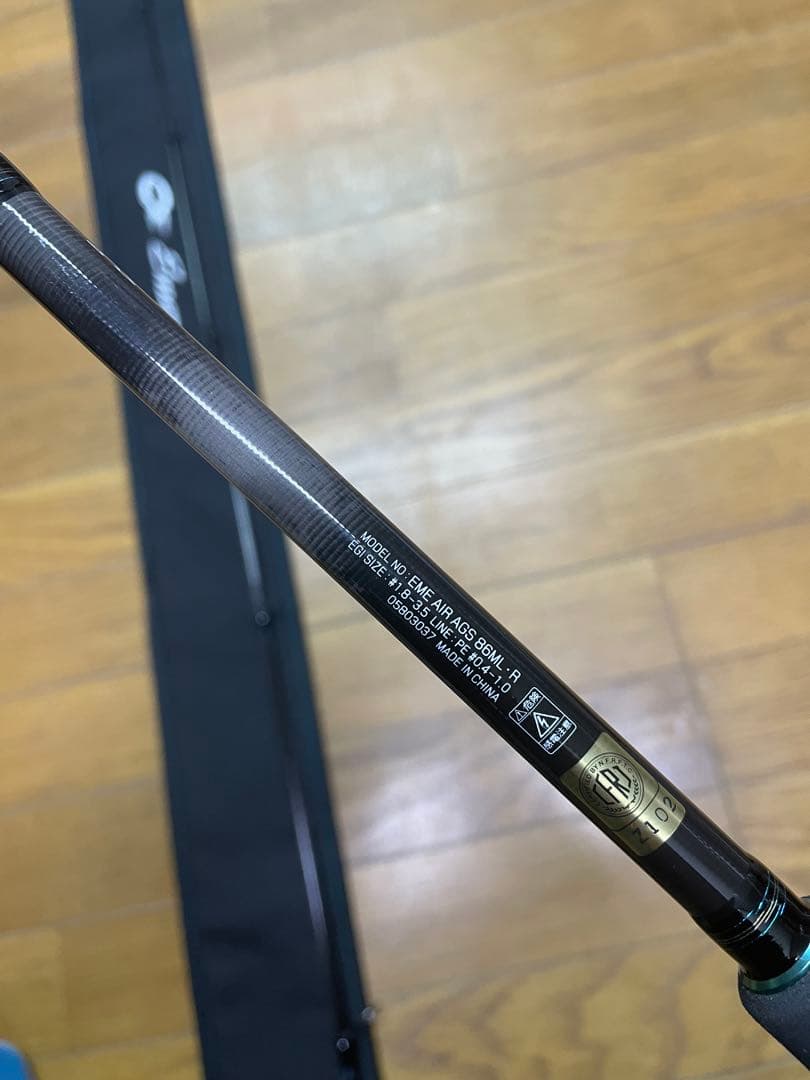 MODEL NO : EME AIR AGS 86ML・R
EGI SIZE : #1.8-3.5 LINE : PE #0.4-1.0
05803037 MADE IN CHINA
危険
感電注意
Z102